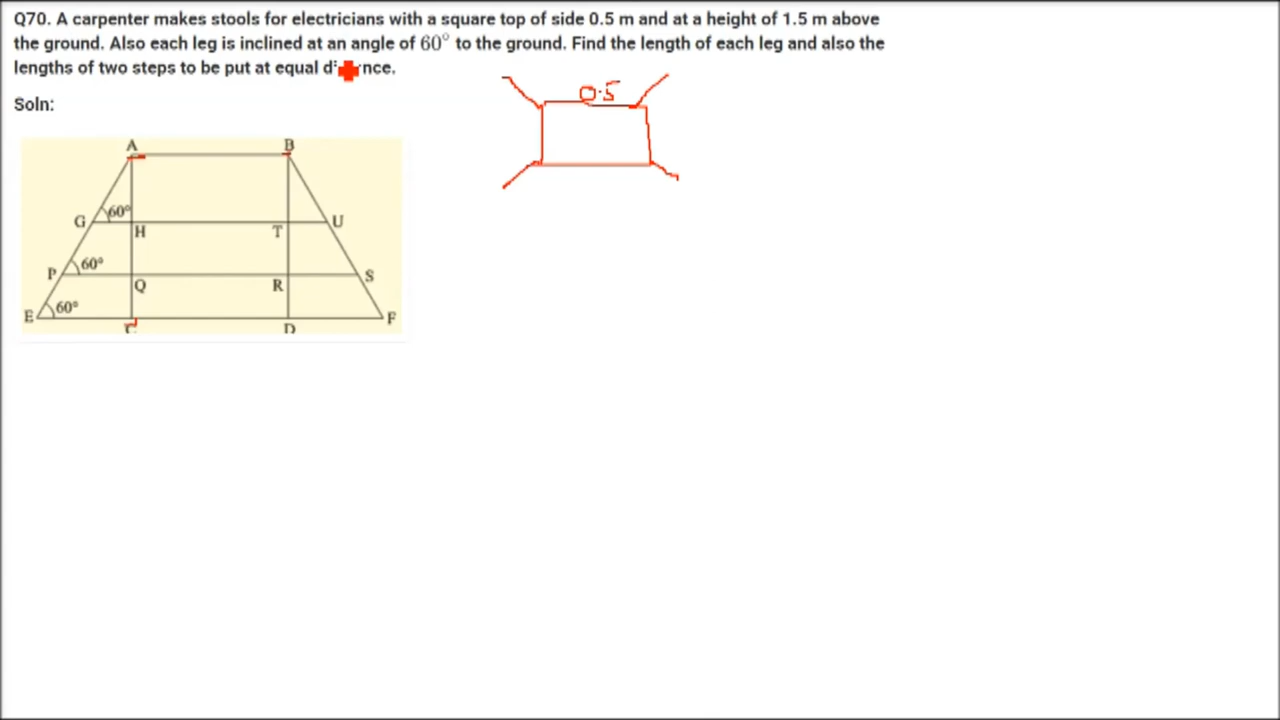 Q70. A carpenter makes stools for electricians with a square top of side 0.5 m and at a height of 1.5 m above
the ground. Also each leg is inclined at an angle of 60° to the ground. Find the length of each leg and also the
lengths of two steps to be put at equal
Soln:
0.5
A B
G 60° H T U
P 60° Q R S
E 60° C D F